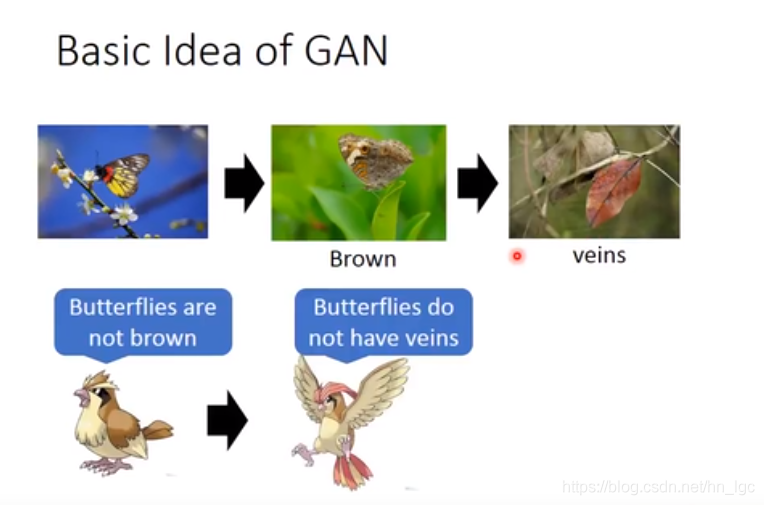 Basic Idea of GAN
Brown
veins
Butterflies are
not brown
Butterflies do
not have veins
https://blog.csdn.net/hn_lgc